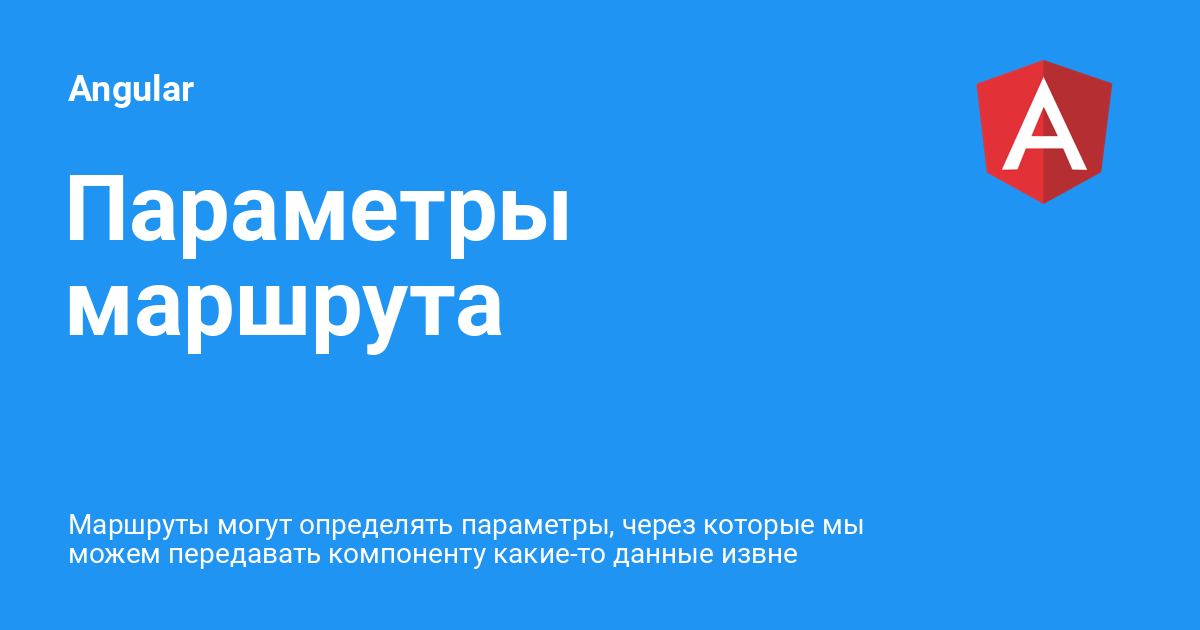 Angular
Параметры
маршрута
Маршруты могут определять параметры, через которые мы
можем передавать компоненту какие-то данные извне